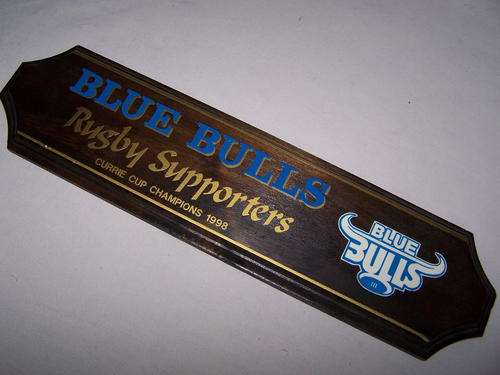 BLUE BULLS
Rugby Supporters
CURRIE CUP CHAMPIONS 1998
BLUE
BULLS